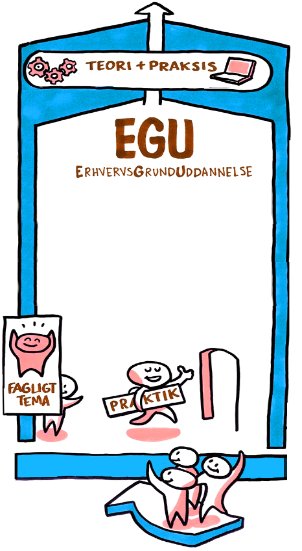 TEORI + PRAKSIS
EGU
ERHVERVSGRUNDUDDANNELSE
FAGLIGT
TEMA
PRAKTIK